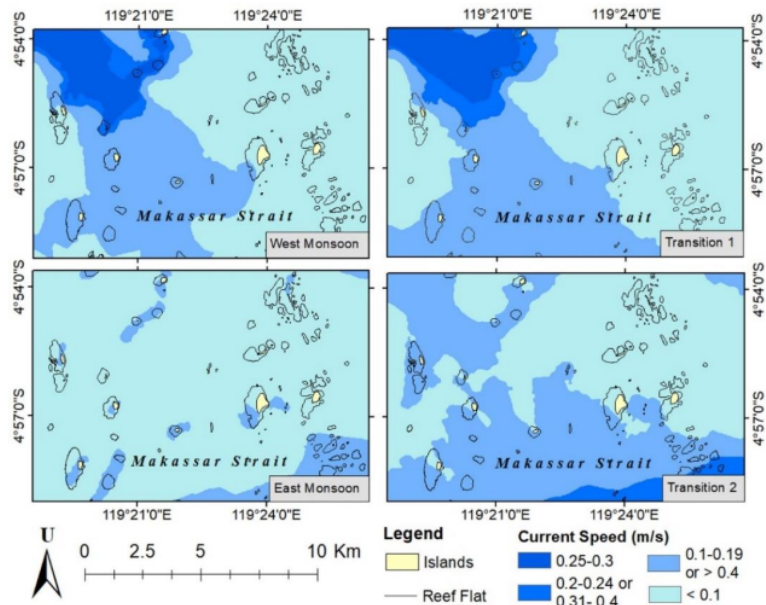 119°21'0"E 119°24'0"E 119°21'0"E 119°24'0"E
4°54'0"S
4°57'0"S
Makassar Strait
West Monsoon
4°54'0"S
4°57'0"S
Makassar Strait
Transition 1
4°54'0"S
4°57'0"S
Makassar Strait
East Monsoon
4°54'0"S
4°57'0"S
Makassar Strait
Transition 2
119°21'0"E 119°24'0"E 119°21'0"E 119°24'0"E
U
0 2.5 5 10 Km
Legend
Islands
Reef Flat
Current Speed (m/s)
0.25-0.3
0.2-0.24 or
0.31- 0.4
0.1-0.19
or > 0.4
< 0.1